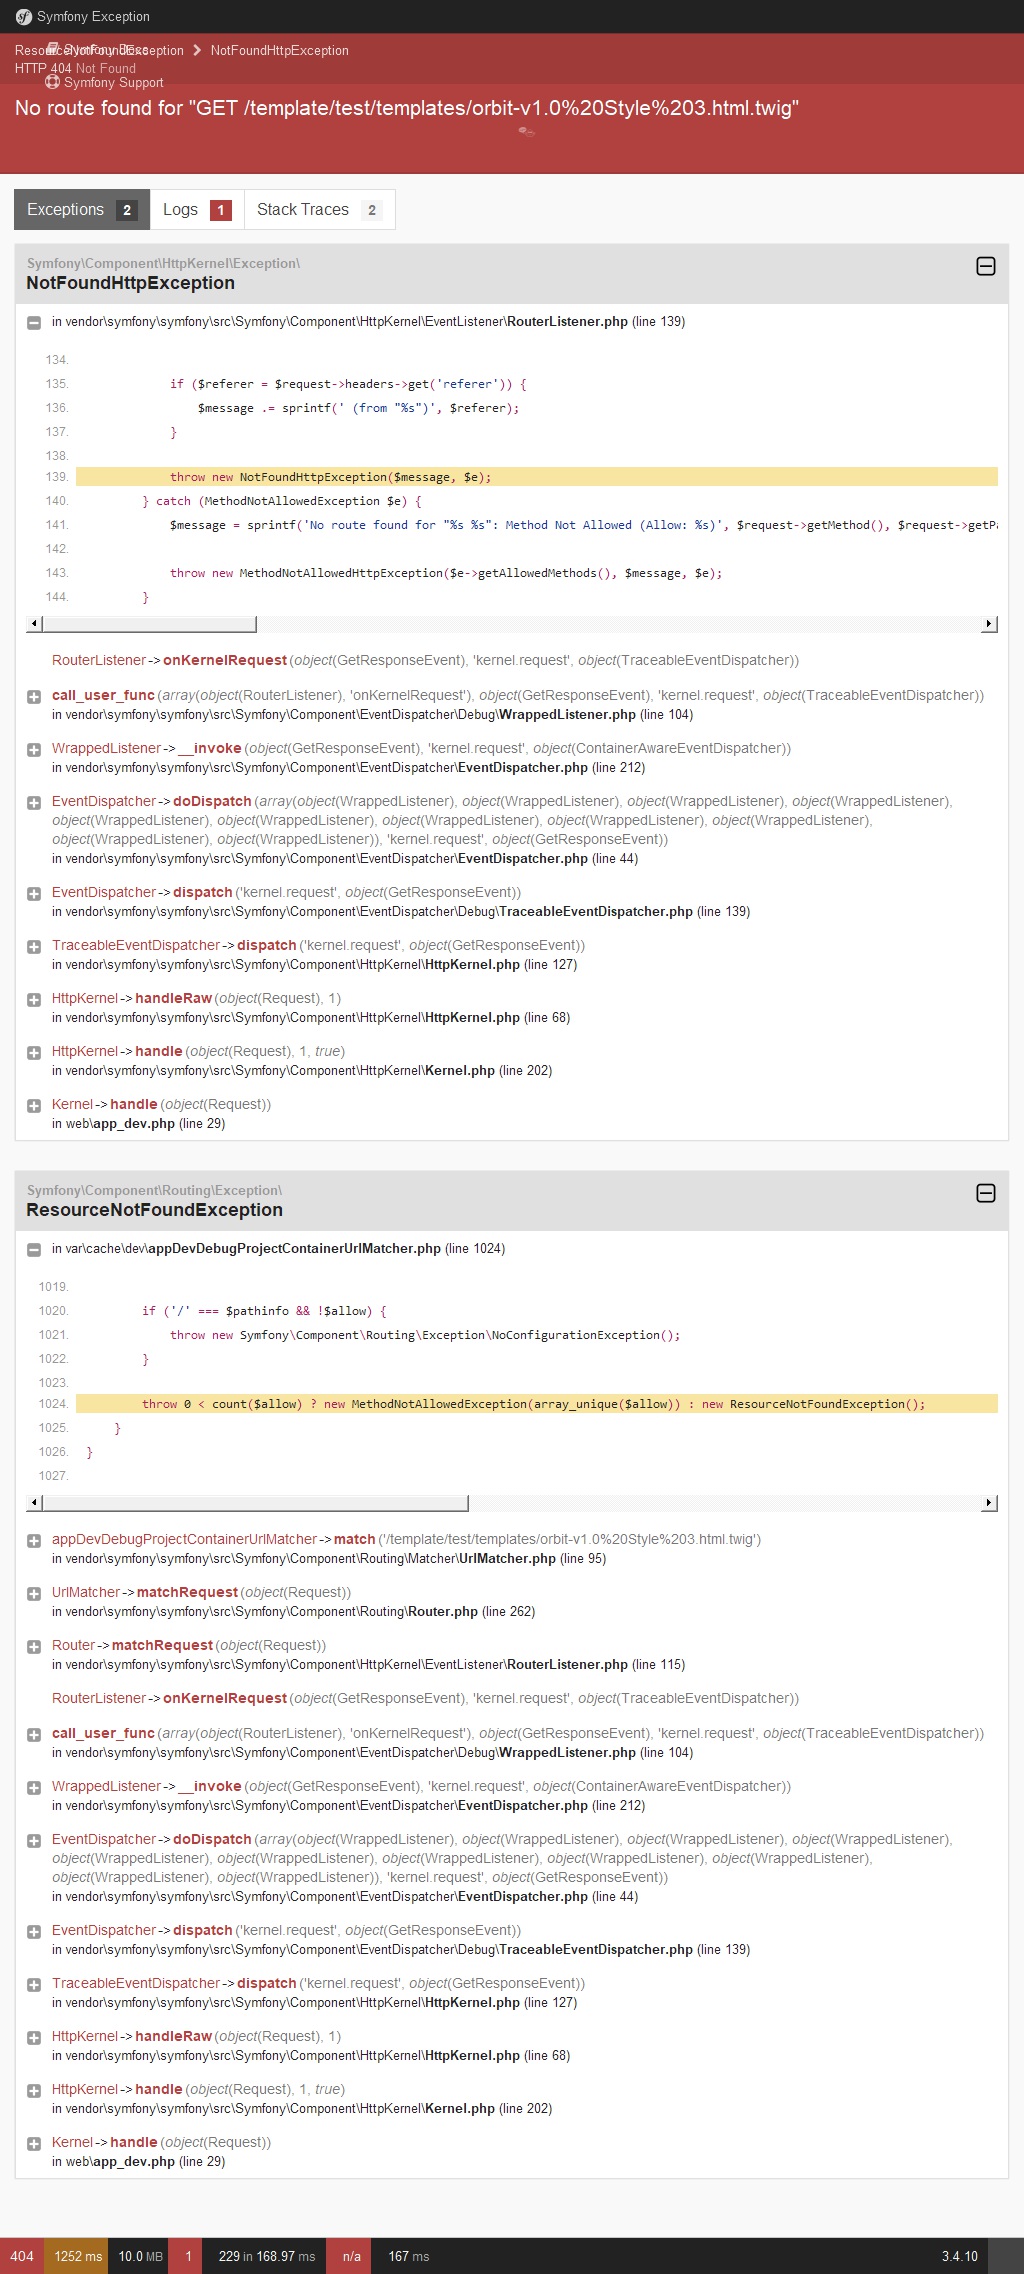 Symfony Exception
Symfony Docs
Symfony Support
ResourceNotFoundException NotFoundHttpException
HTTP 404 Not Found
No route found for "GET /template/test/templates/orbit-v1.0%20Style%203.html.twig"
Exceptions 2 Logs 1 Stack Traces 2
Symfony\Component\HttpKernel\Exception\
NotFoundHttpException
in vendor\symfony\symfony\src\Symfony\Component\HttpKernel\EventListener\RouterListener.php (line 139)
134.
135. if ($referer = $request->headers->get('referer')) {
136. $message .= sprintf(' (from "%s")', $referer);
137. }
138.
139. throw new NotFoundHttpException($message, $e);
140. } catch (MethodNotAllowedException $e) {
141. $message = sprintf('No route found for "%s %s": Method Not Allowed (Allow: %s)', $request->getMethod(), $request->getPa
142.
143. throw new MethodNotAllowedHttpException($e->getAllowedMethods(), $message, $e);
144. }
RouterListener->onKernelRequest(object(GetResponseEvent), 'kernel.request', object(TraceableEventDispatcher))
call_user_func(array(object(RouterListener), 'onKernelRequest'), object(GetResponseEvent), 'kernel.request', object(TraceableEventDispatcher))
in vendor\symfony\symfony\src\Symfony\Component\EventDispatcher\Debug\WrappedListener.php (line 104)
WrappedListener->__invoke(object(GetResponseEvent), 'kernel.request', object(ContainerAwareEventDispatcher))
in vendor\symfony\symfony\src\Symfony\Component\EventDispatcher\EventDispatcher.php (line 212)
EventDispatcher->doDispatch(array(object(WrappedListener), object(WrappedListener), object(WrappedListener), object(WrappedListener),
object(WrappedListener), object(WrappedListener), object(WrappedListener), object(WrappedListener), object(WrappedListener),
object(WrappedListener), object(WrappedListener)), 'kernel.request', object(GetResponseEvent))
in vendor\symfony\symfony\src\Symfony\Component\EventDispatcher\EventDispatcher.php (line 44)
EventDispatcher->dispatch('kernel.request', object(GetResponseEvent))
in vendor\symfony\symfony\src\Symfony\Component\EventDispatcher\Debug\TraceableEventDispatcher.php (line 139)
TraceableEventDispatcher->dispatch('kernel.request', object(GetResponseEvent))
in vendor\symfony\symfony\src\Symfony\Component\HttpKernel\HttpKernel.php (line 127)
HttpKernel->handleRaw(object(Request), 1)
in vendor\symfony\symfony\src\Symfony\Component\HttpKernel\HttpKernel.php (line 68)
HttpKernel->handle(object(Request), 1, true)
in vendor\symfony\symfony\src\Symfony\Component\HttpKernel\Kernel.php (line 202)
Kernel->handle(object(Request))
in web\app_dev.php (line 29)
Symfony\Component\Routing\Exception\
ResourceNotFoundException
in var\cache\dev\appDevDebugProjectContainerUrlMatcher.php (line 1024)
1019.
1020. if ('/' === $pathinfo && !$allow) {
1021. throw new Symfony\Component\Routing\Exception\NoConfigurationException();
1022. }
1023.
1024. throw 0 < count($allow) ? new MethodNotAllowedException(array_unique($allow)) : new ResourceNotFoundException();
1025. }
1026. }
1027.
appDevDebugProjectContainerUrlMatcher->match('/template/test/templates/orbit-v1.0%20Style%203.html.twig')
in vendor\symfony\symfony\src\Symfony\Component\Routing\Matcher\UrlMatcher.php (line 95)
UrlMatcher->matchRequest(object(Request))
in vendor\symfony\symfony\src\Symfony\Component\Routing\Router.php (line 262)
Router->matchRequest(object(Request))
in vendor\symfony\symfony\src\Symfony\Component\HttpKernel\EventListener\RouterListener.php (line 115)
RouterListener->onKernelRequest(object(GetResponseEvent), 'kernel.request', object(TraceableEventDispatcher))
call_user_func(array(object(RouterListener), 'onKernelRequest'), object(GetResponseEvent), 'kernel.request', object(TraceableEventDispatcher))
in vendor\symfony\symfony\src\Symfony\Component\EventDispatcher\Debug\WrappedListener.php (line 104)
WrappedListener->__invoke(object(GetResponseEvent), 'kernel.request', object(ContainerAwareEventDispatcher))
in vendor\symfony\symfony\src\Symfony\Component\EventDispatcher\EventDispatcher.php (line 212)
EventDispatcher->doDispatch(array(object(WrappedListener), object(WrappedListener), object(WrappedListener), object(WrappedListener),
object(WrappedListener), object(WrappedListener), object(WrappedListener), object(WrappedListener), object(WrappedListener),
object(WrappedListener), object(WrappedListener)), 'kernel.request', object(GetResponseEvent))
in vendor\symfony\symfony\src\Symfony\Component\EventDispatcher\EventDispatcher.php (line 44)
EventDispatcher->dispatch('kernel.request', object(GetResponseEvent))
in vendor\symfony\symfony\src\Symfony\Component\EventDispatcher\Debug\TraceableEventDispatcher.php (line 139)
TraceableEventDispatcher->dispatch('kernel.request', object(GetResponseEvent))
in vendor\symfony\symfony\src\Symfony\Component\HttpKernel\HttpKernel.php (line 127)
HttpKernel->handleRaw(object(Request), 1)
in vendor\symfony\symfony\src\Symfony\Component\HttpKernel\HttpKernel.php (line 68)
HttpKernel->handle(object(Request), 1, true)
in vendor\symfony\symfony\src\Symfony\Component\HttpKernel\Kernel.php (line 202)
Kernel->handle(object(Request))
in web\app_dev.php (line 29)
404 1252 ms 10.0 MB 1 229 in 168.97 ms n/a 167 ms 3.4.10